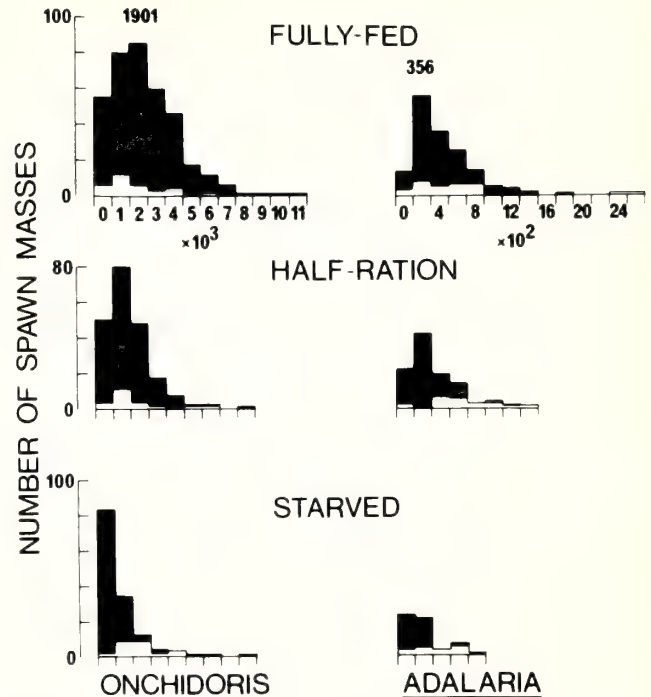 NUMBER OF SPAWN MASSES
FULLY-FED
100
0
1901
0 1 2 3 4 5 6 7 8 9 10 11
×10³
356
0 4 8 12 16 20 24
×10²
HALF-RATION
80
0
STARVED
100
0
ONCHIDORIS
ADALARIA